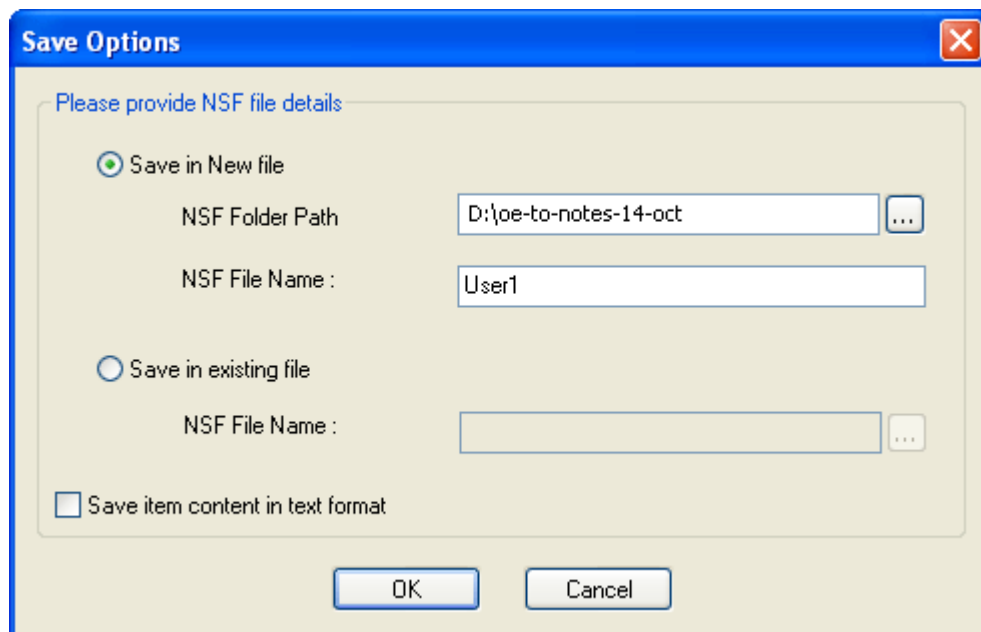 Save Options
Please provide NSF file details
Save in New file
NSF Folder Path
D:\oe-to-notes-14-oct
...
NSF File Name :
User1
Save in existing file
NSF File Name :
...
Save item content in text format
OK
Cancel